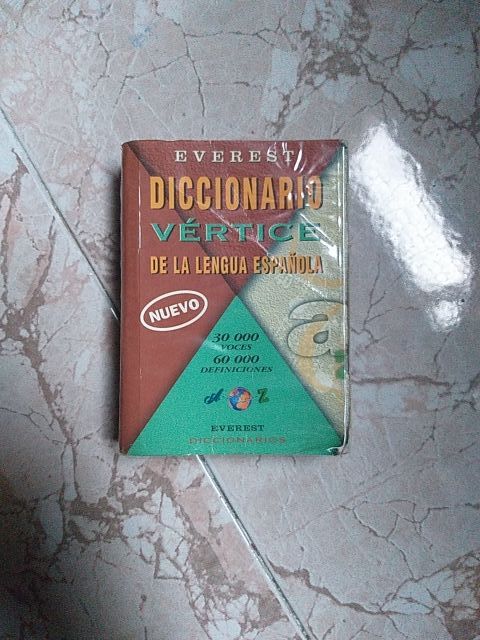 EVEREST
DICCIONARIO
VÉRTICE
DE LA LENGUA ESPAÑOLA
NUEVO
30 000
VOCES
60 000
DEFINICIONES
A Z
a
EVEREST
DICCIONARIOS